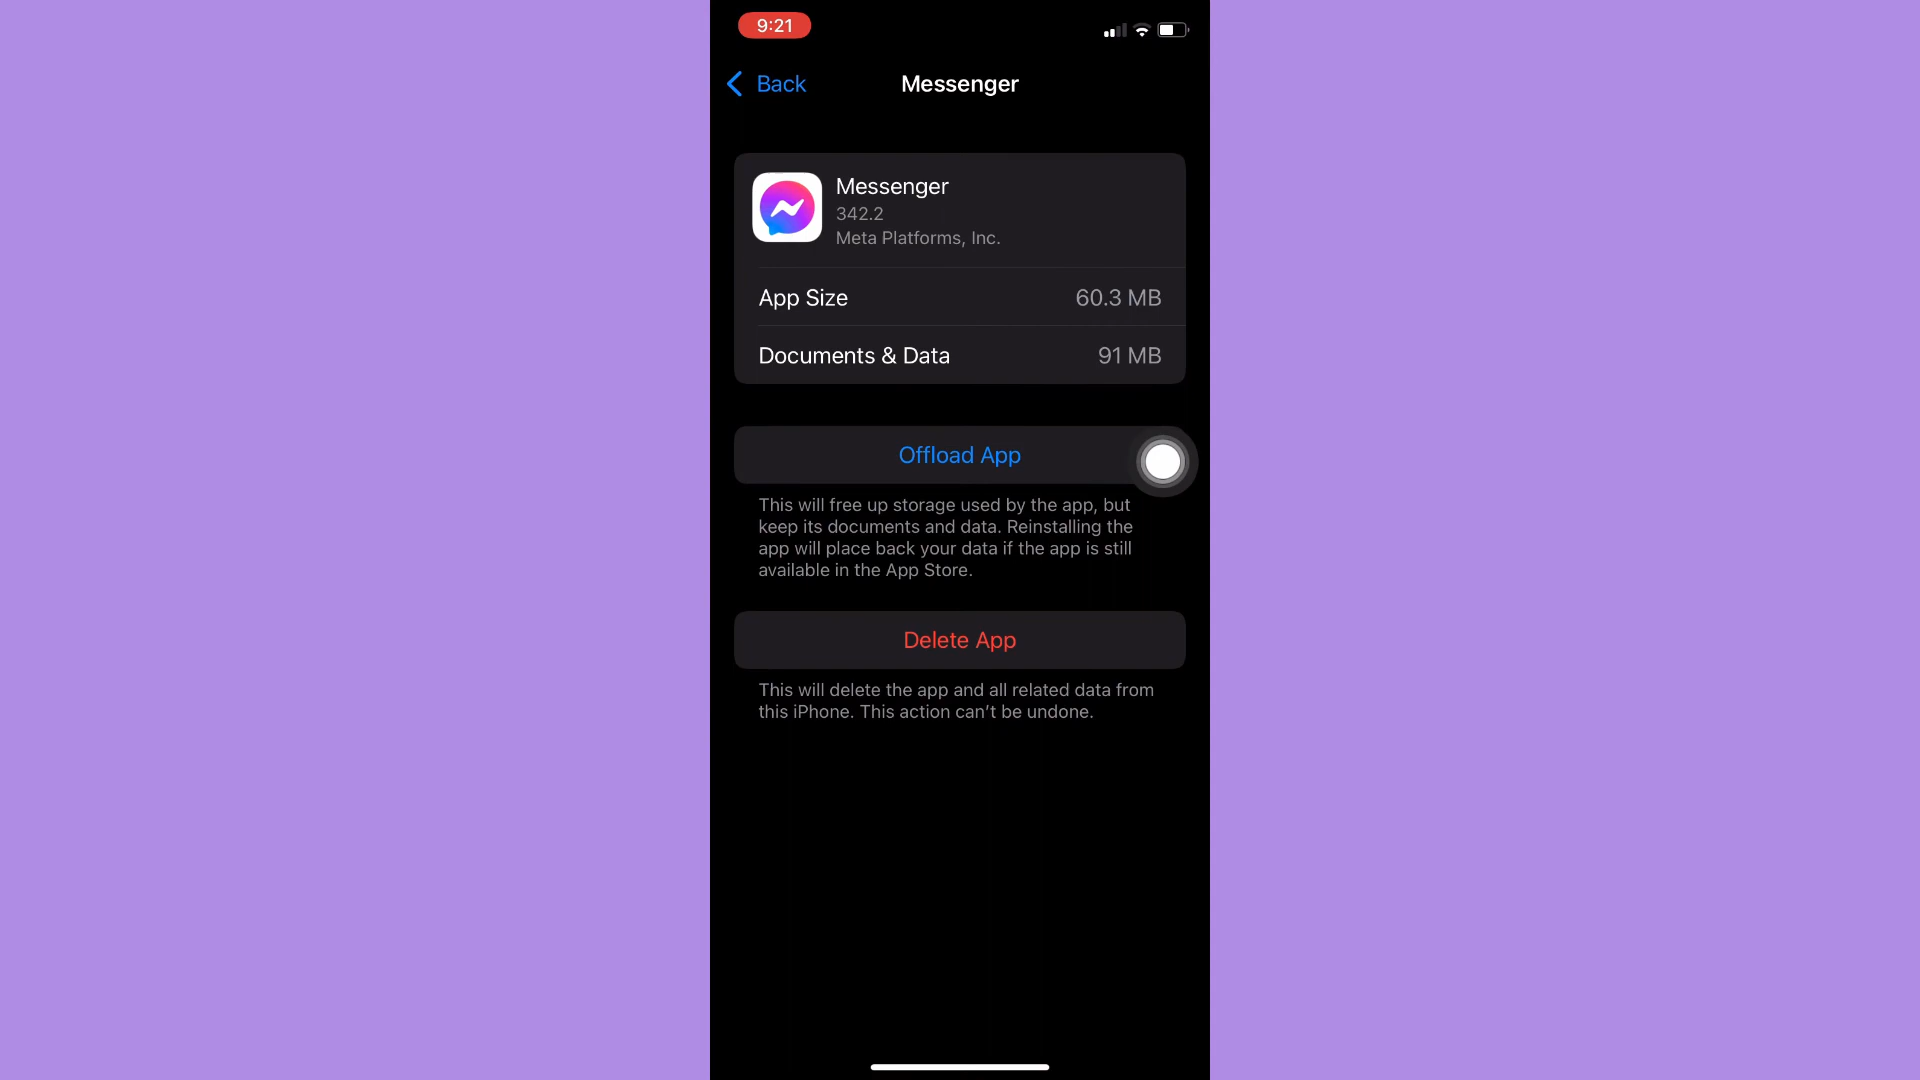 9:21
Back
Messenger
Messenger
342.2
Meta Platforms, Inc.
App Size
60.3 MB
Documents & Data
91 MB
Offload App
This will free up storage used by the app, but
keep its documents and data. Reinstalling the
app will place back your data if the app is still
available in the App Store.
Delete App
This will delete the app and all related data from
this iPhone. This action can’t be undone.